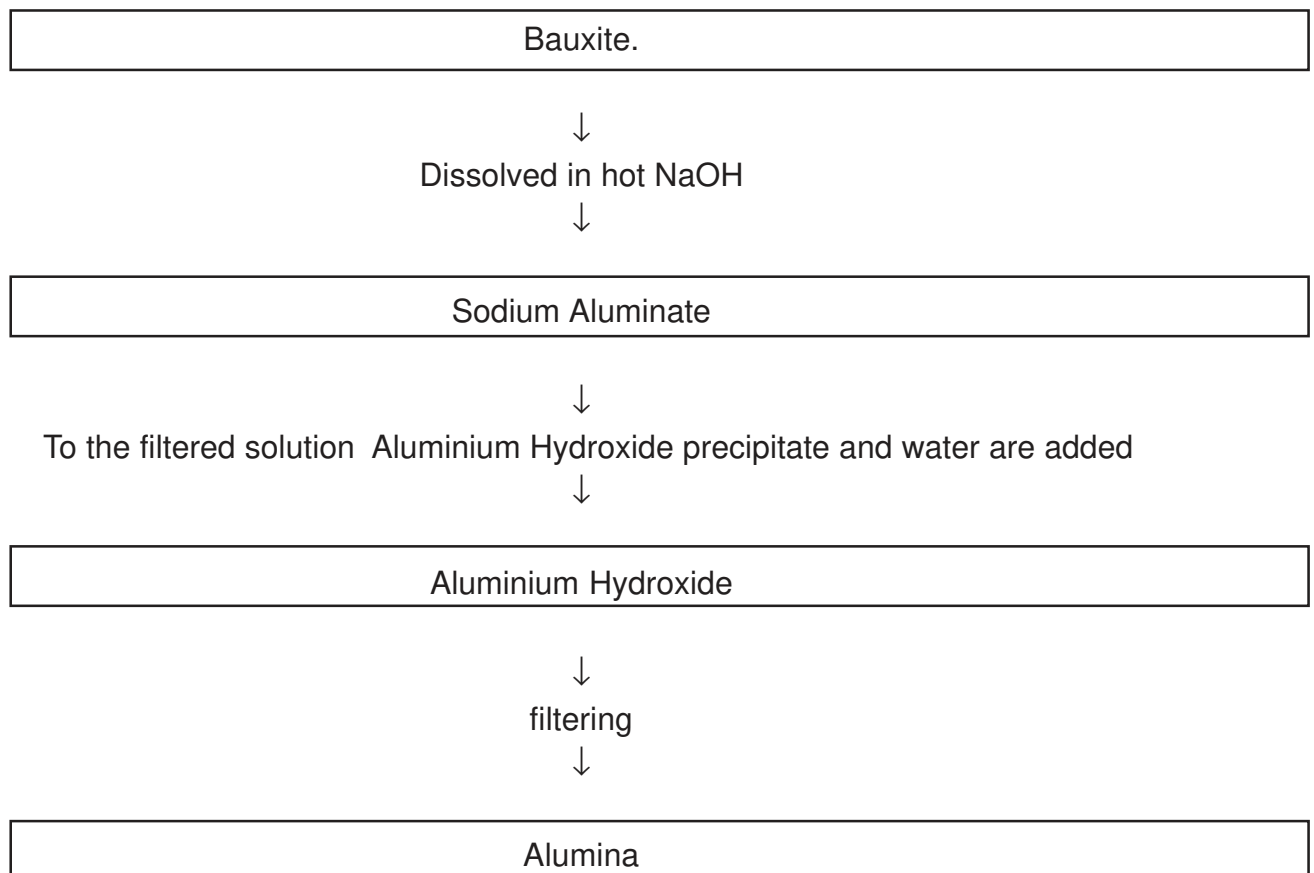 Bauxite.
↓
Dissolved in hot NaOH
↓
Sodium Aluminate
↓
To the filtered solution  Aluminium Hydroxide precipitate and water are added
↓
Aluminium Hydroxide
↓
filtering
↓
Alumina